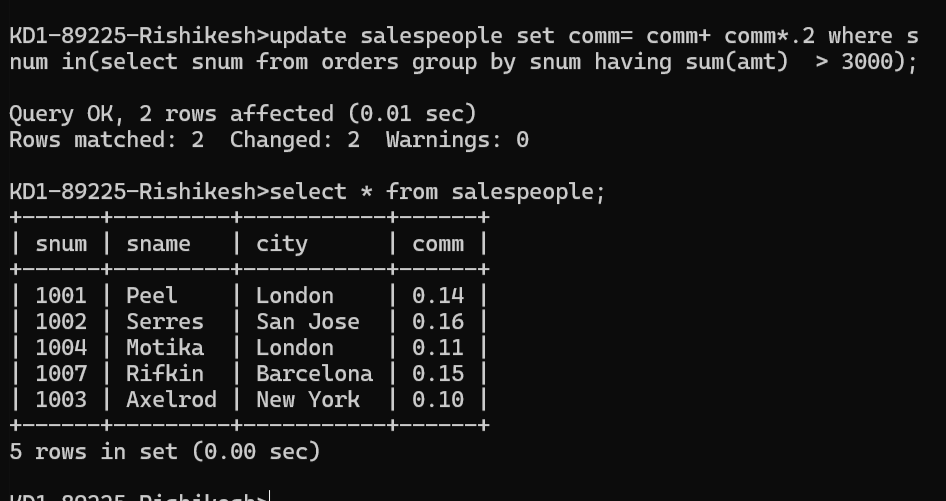 KD1-89225-Rishikesh>update salespeople set comm= comm+ comm*.2 where s
num in(select snum from orders group by snum having sum(amt)  > 3000);
Query OK, 2 rows affected (0.01 sec)
Rows matched: 2  Changed: 2  Warnings: 0
KD1-89225-Rishikesh>select * from salespeople;
+------+---------+-----------+------+
| snum | sname   | city      | comm |
+------+---------+-----------+------+
| 1001 | Peel    | London    | 0.14 |
| 1002 | Serres  | San Jose  | 0.16 |
| 1004 | Motika  | London    | 0.11 |
| 1007 | Rifkin  | Barcelona | 0.15 |
| 1003 | Axelrod | New York  | 0.10 |
+------+---------+-----------+------+
5 rows in set (0.00 sec)
KD1-89225-Rishikesh>